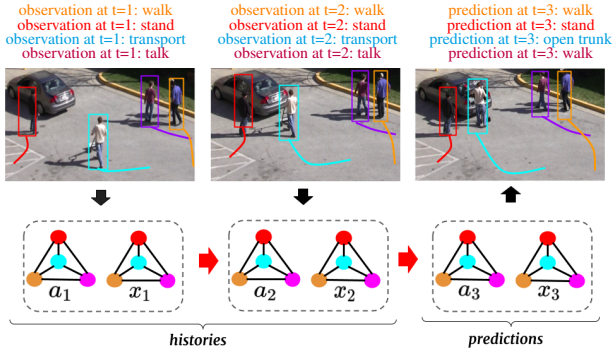 observation at t=1: walk
observation at t=1: stand
observation at t=1: transport
observation at t=1: talk
observation at t=2: walk
observation at t=2: stand
observation at t=2: transport
observation at t=2: talk
prediction at t=3: walk
prediction at t=3: stand
prediction at t=3: open trunk
prediction at t=3: walk
a1 x1
a2 x2
a3 x3
histories
predictions